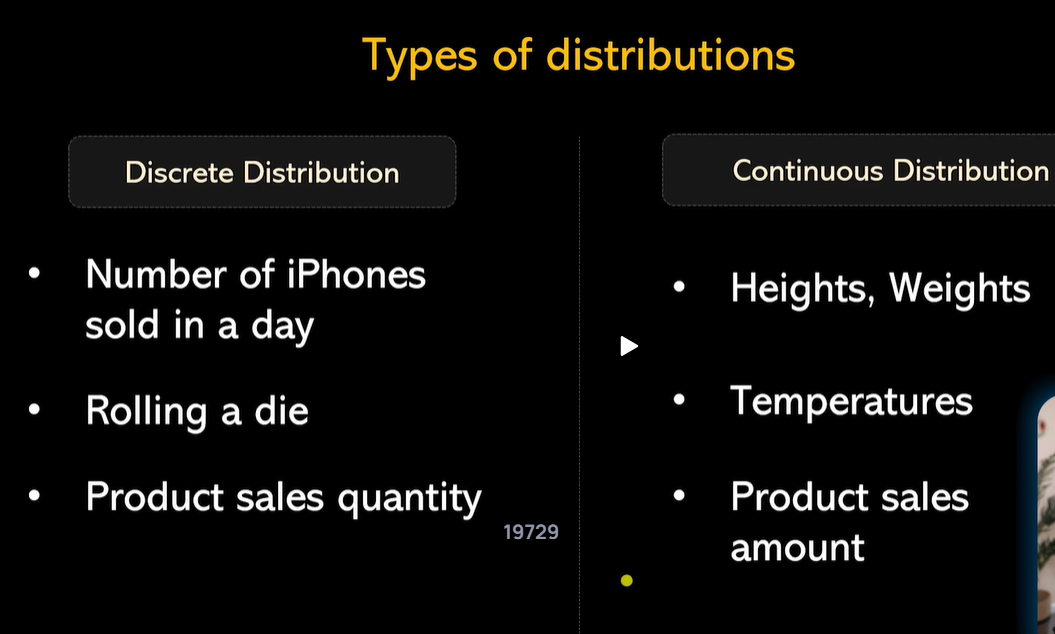 Types of distributions
Discrete Distribution
• Number of iPhones
sold in a day
• Rolling a die
• Product sales quantity
19729
Continuous Distribution
• Heights, Weights
• Temperatures
• Product sales
amount